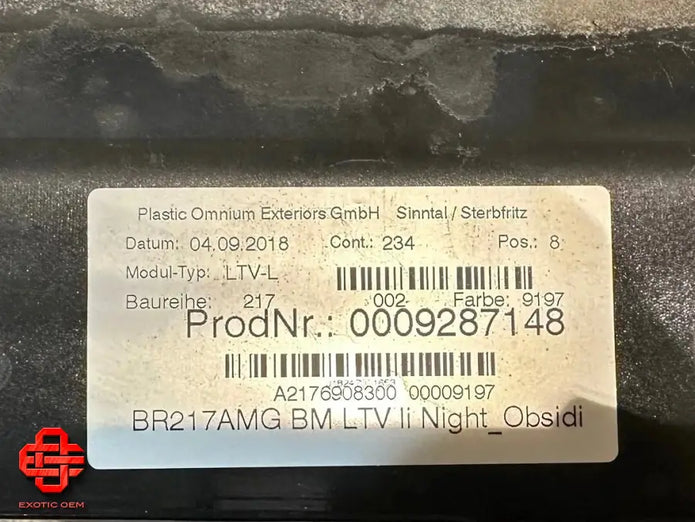 Plastic Omnium Exteriors GmbH Sinntal / Sterbfritz
Datum: 04.09.2018 Cont.: 234 Pos.: 8
Modul-Typ: LTV-L
Baureihe: 217 002 Farbe: 9197
ProdNr.: 0009287148
A2176908300 00009197
BR217AMG BM LTV li Night_Obsidi
EXOTIC OEM